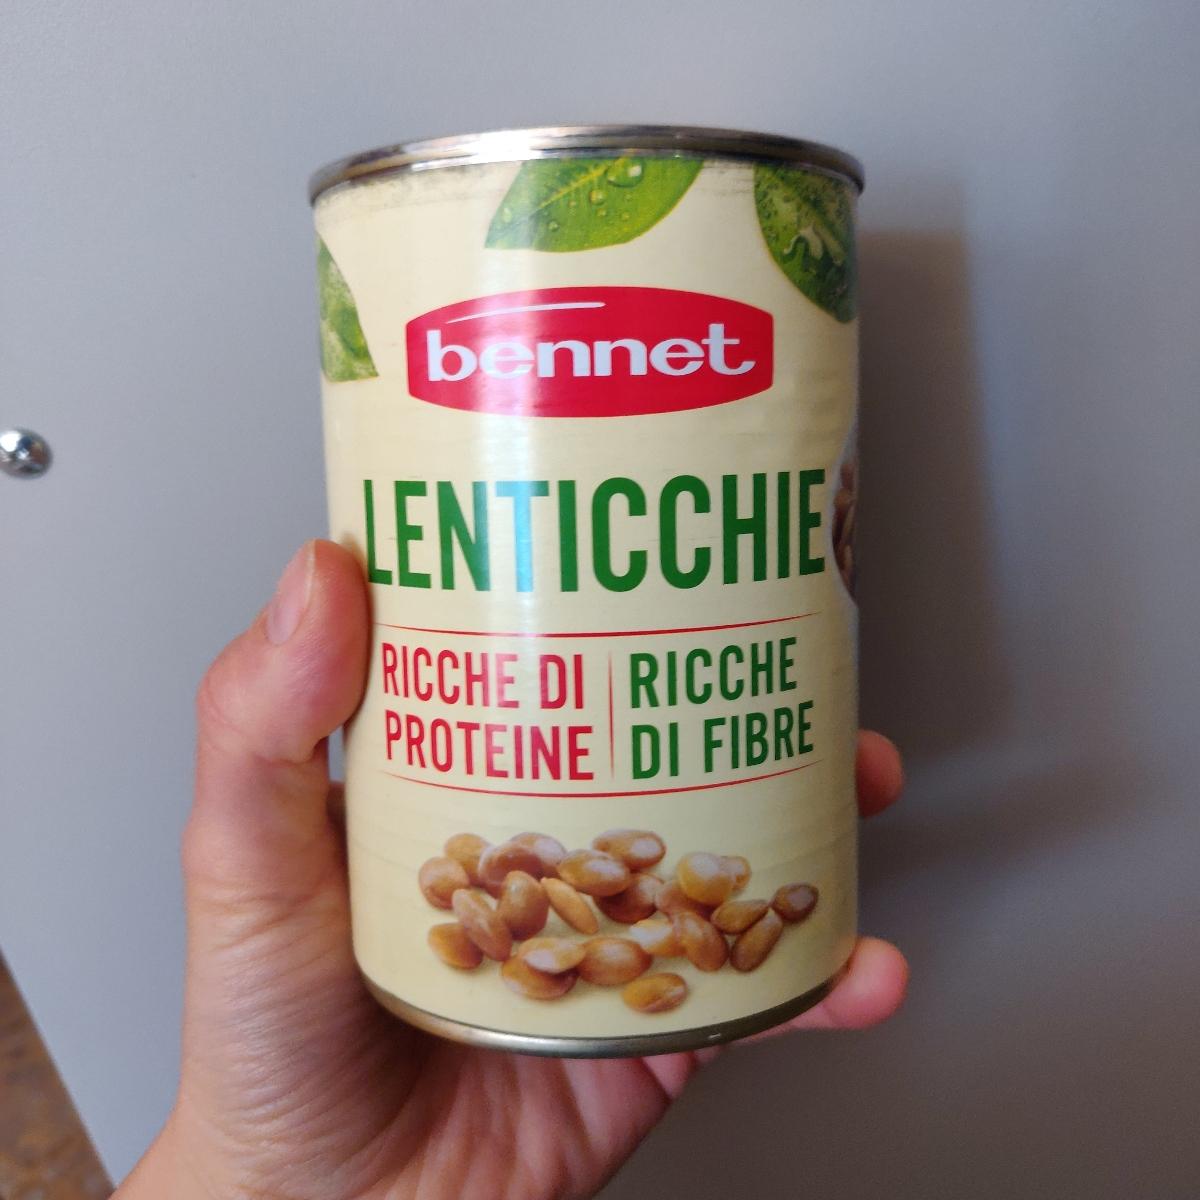 bennet
LENTICCHIE
RICCHE DI
PROTEINE
RICCHE
DI FIBRE